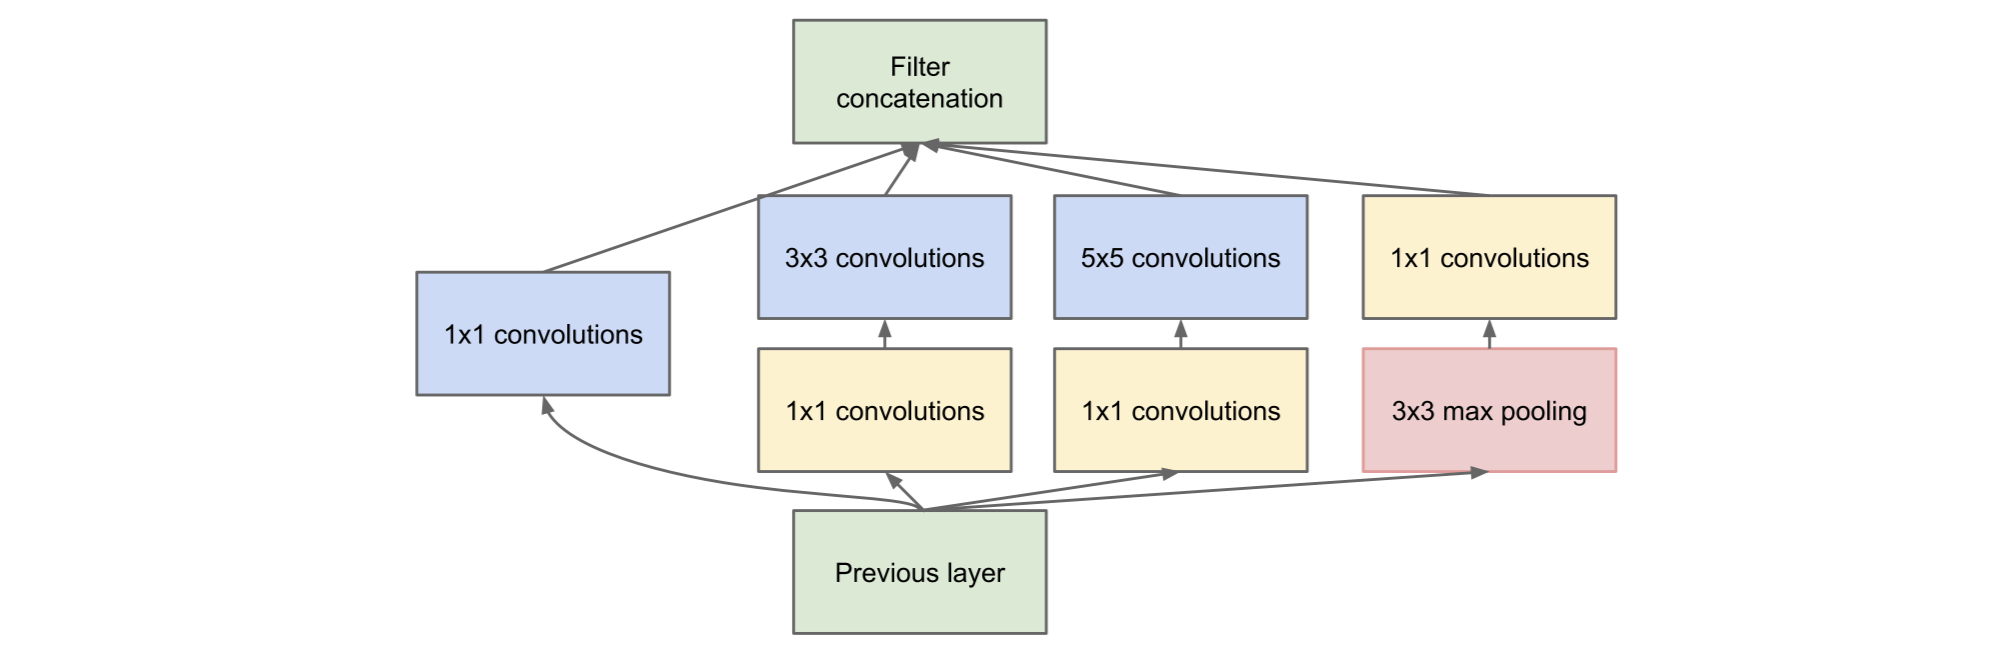 Filter
concatenation
3x3 convolutions
5x5 convolutions
1x1 convolutions
1x1 convolutions
1x1 convolutions
1x1 convolutions
3x3 max pooling
Previous layer